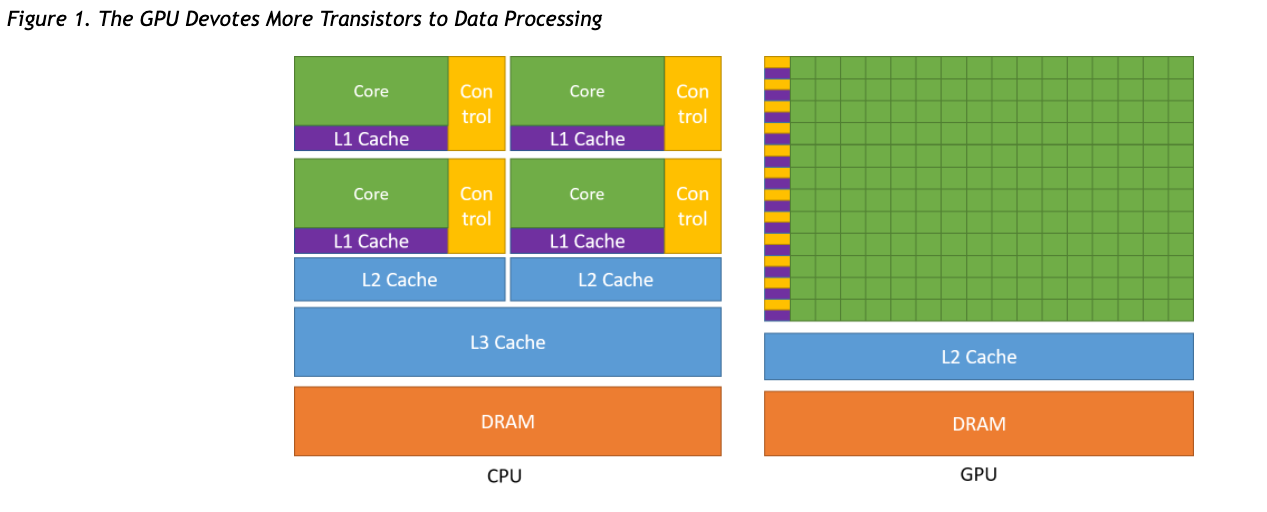 Figure 1. The GPU Devotes More Transistors to Data Processing
Core
Con
trol
L1 Cache
Core
Con
trol
L1 Cache
Core
Con
trol
L1 Cache
Core
Con
trol
L1 Cache
L2 Cache
L2 Cache
L3 Cache
DRAM
CPU
L2 Cache
DRAM
GPU